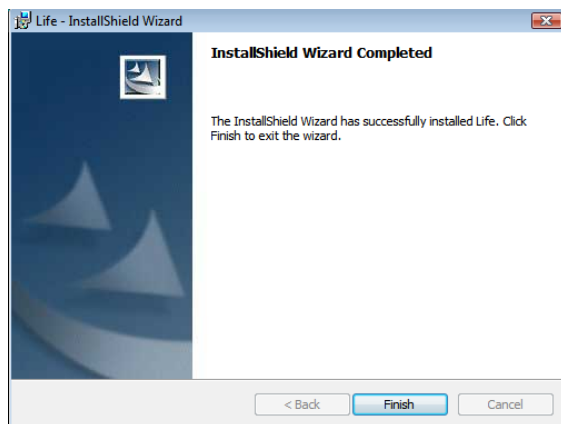 Life - InstallShield Wizard
InstallShield Wizard Completed
The InstallShield Wizard has successfully installed Life. Click
Finish to exit the wizard.
< Back
Finish
Cancel